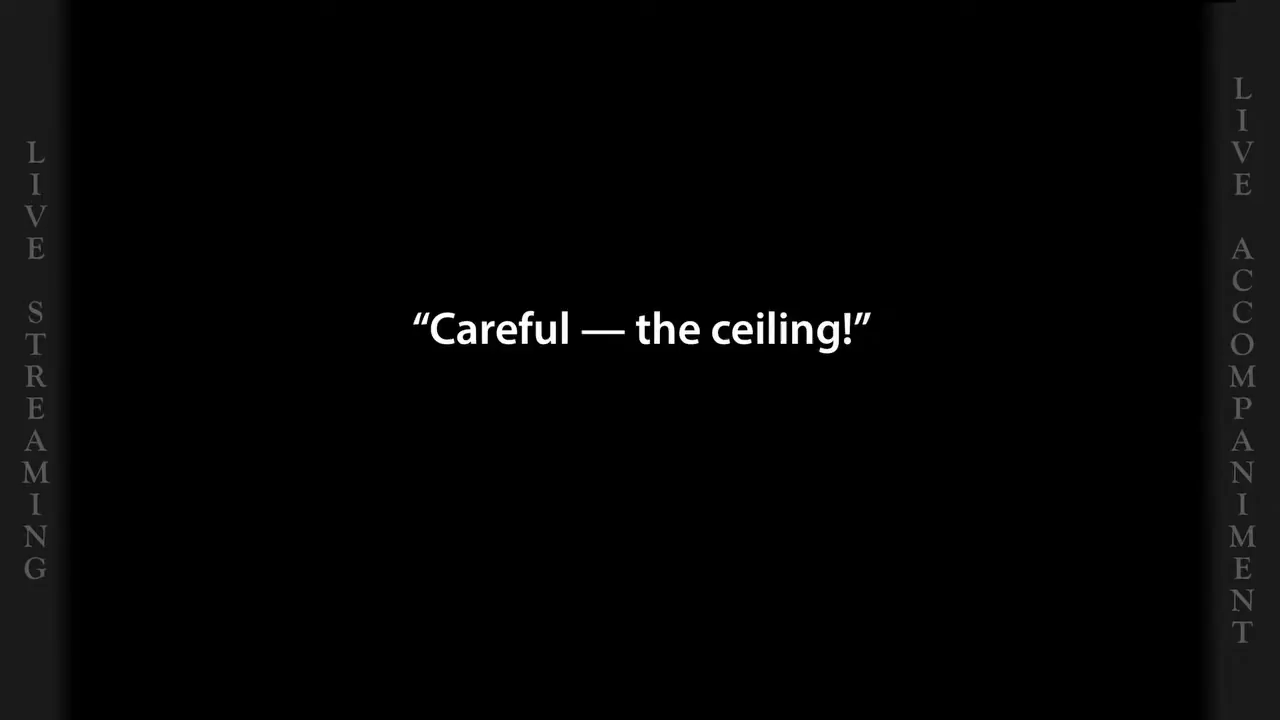 LIVE STREAMING
“Careful — the ceiling!”
LIVE ACCOMPANIMENT